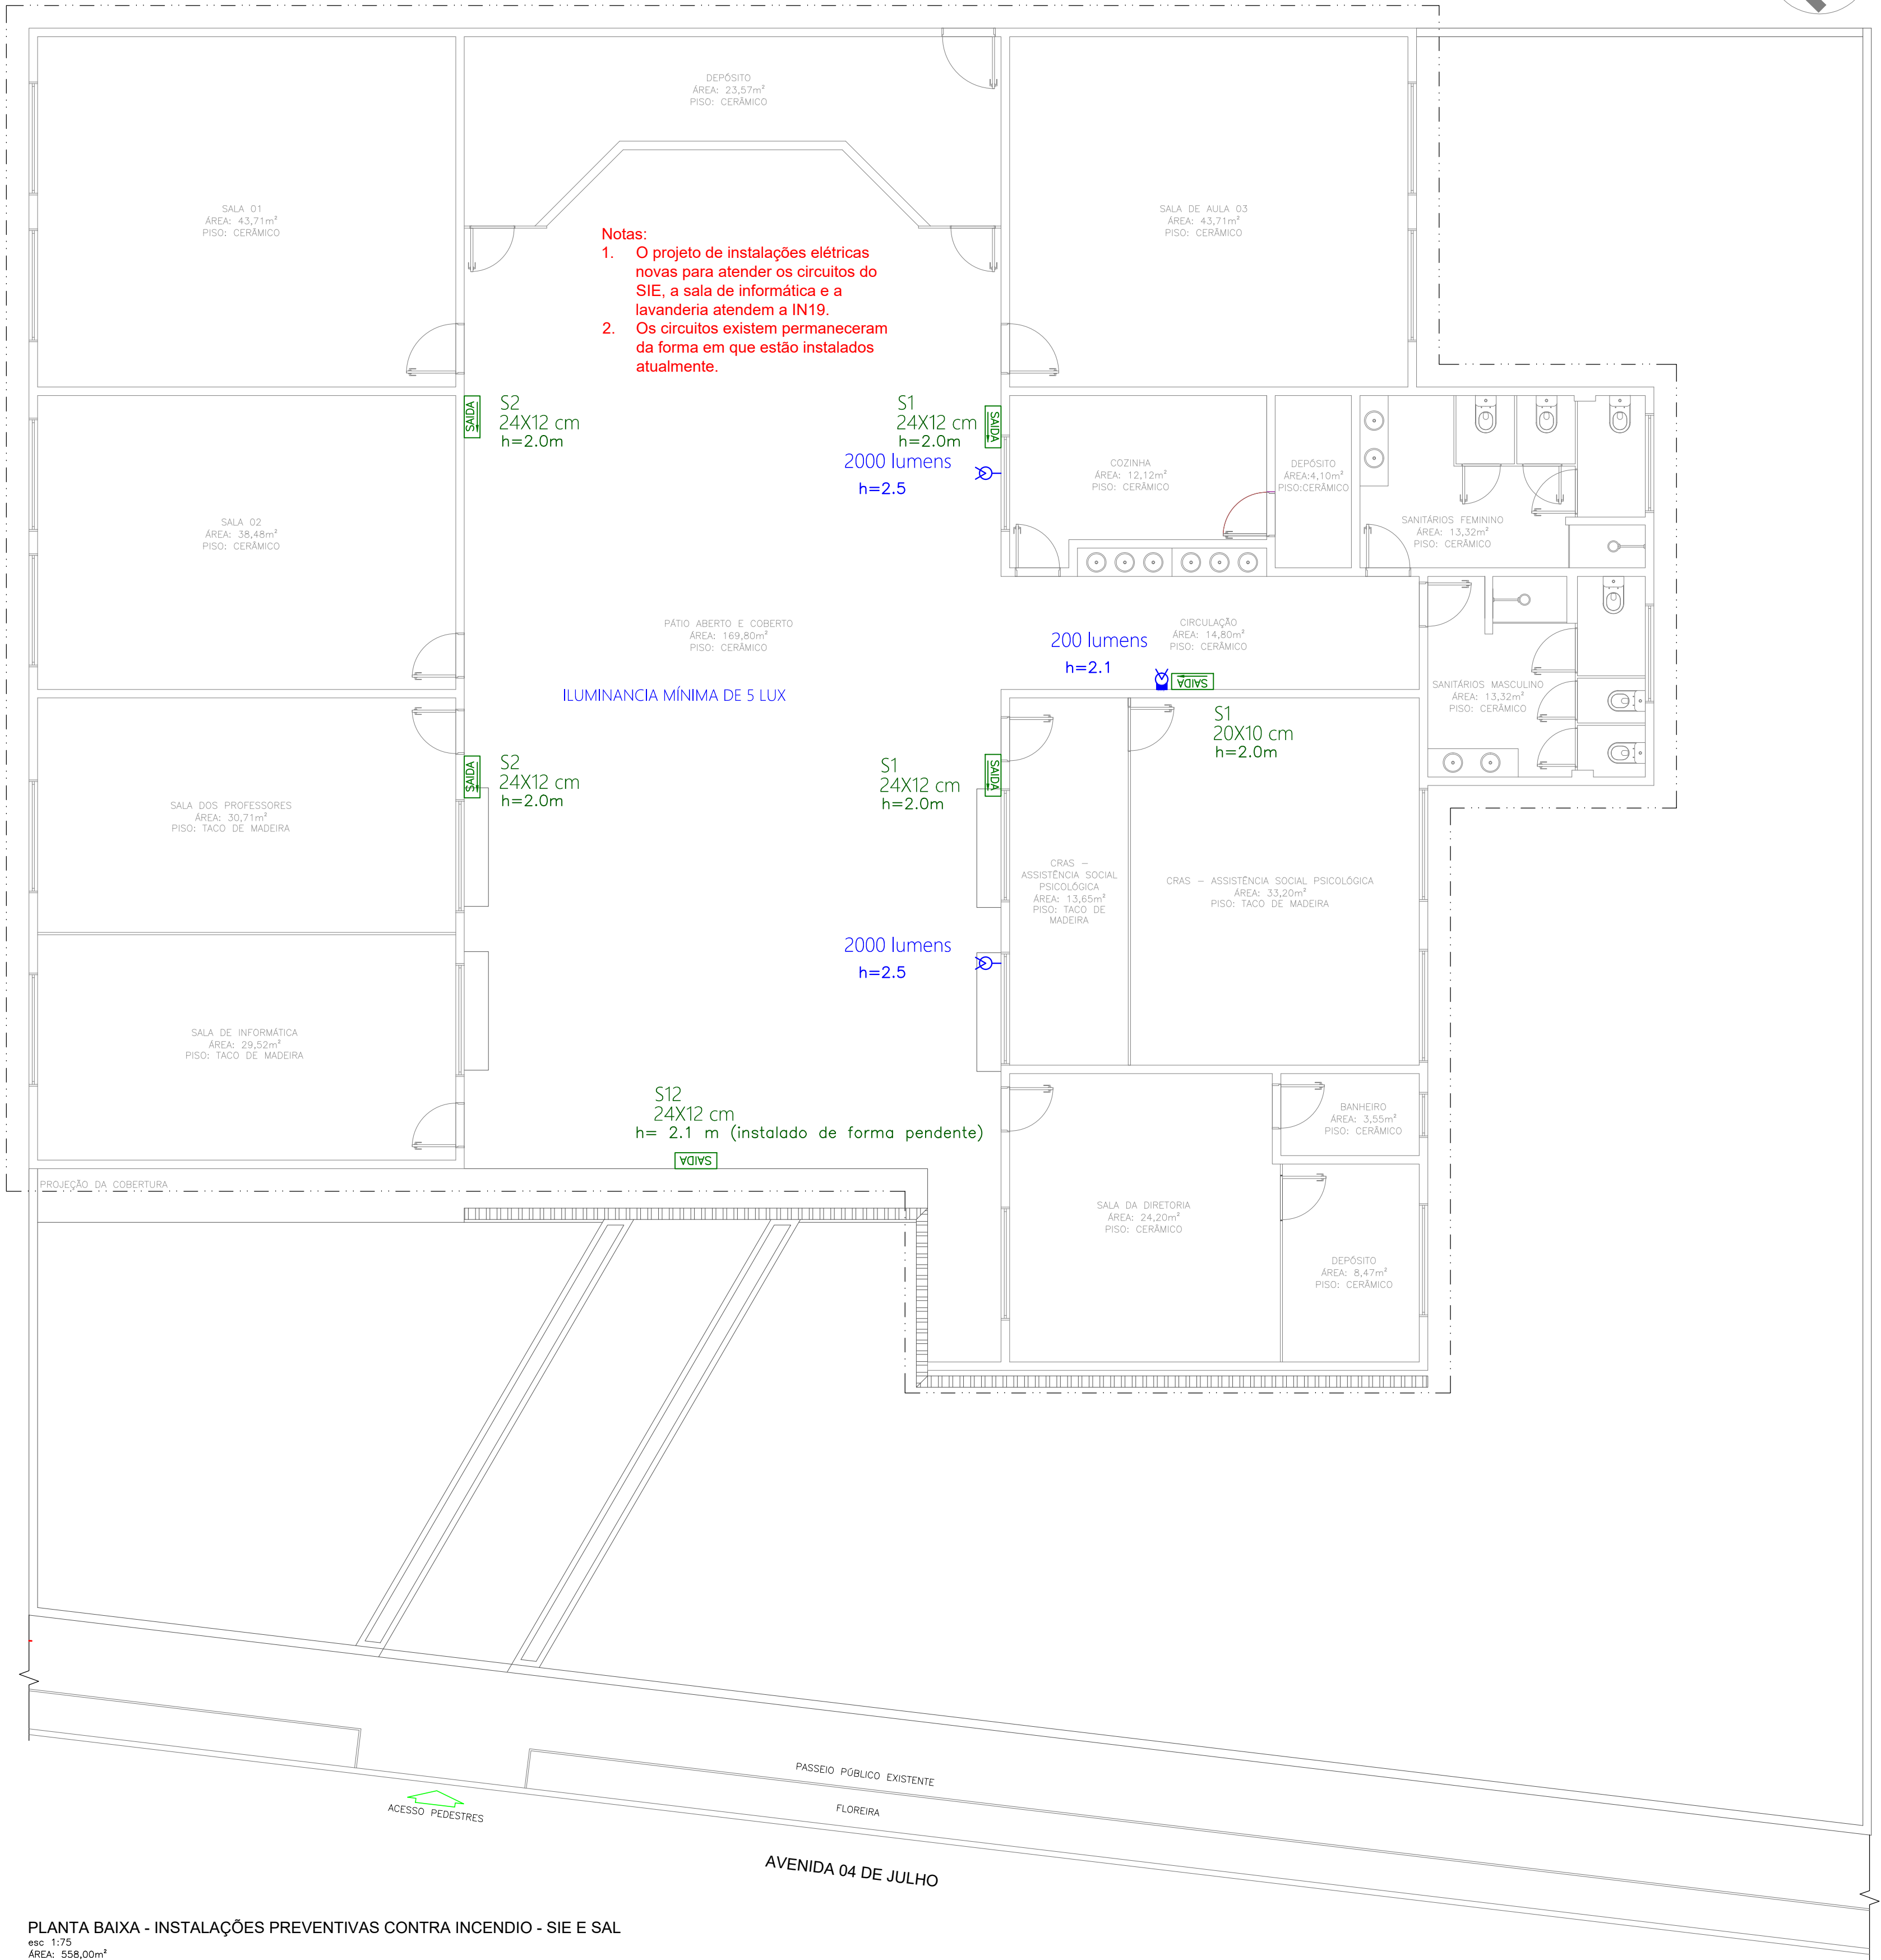 DEPÓSITO
ÁREA: 23,57m²
PISO: CERÂMICO
SALA 01
ÁREA: 43,71m²
PISO: CERÂMICO
SALA DE AULA 03
ÁREA: 43,71m²
PISO: CERÂMICO
Notas:
1. O projeto de instalações elétricas
novas para atender os circuitos do
SIE, a sala de informática e a
lavanderia atendem a IN19.
2. Os circuitos existem permaneceram
da forma em que estão instalados
atualmente.
SAIDA
S2
24X12 cm
h=2.0m
S1
24X12 cm
h=2.0m
SAIDA
2000 lumens
h=2.5
COZINHA
ÁREA: 12,12m²
PISO: CERÂMICO
DEPÓSITO
ÁREA:4,10m²
PISO:CERÂMICO
SANITÁRIOS FEMININO
ÁREA: 13,32m²
PISO: CERÂMICO
SALA 02
ÁREA: 38,48m²
PISO: CERÂMICO
PÁTIO ABERTO E COBERTO
ÁREA: 169,80m²
PISO: CERÂMICO
CIRCULAÇÃO
ÁREA: 14,80m²
PISO: CERÂMICO
200 lumens
h=2.1
SAIDA
SANITÁRIOS MASCULINO
ÁREA: 13,32m²
PISO: CERÂMICO
ILUMINANCIA MÍNIMA DE 5 LUX
S1
20X10 cm
h=2.0m
SAIDA
S2
24X12 cm
h=2.0m
S1
24X12 cm
h=2.0m
SAIDA
SALA DOS PROFESSORES
ÁREA: 30,71m²
PISO: TACO DE MADEIRA
CRAS –
ASSISTÊNCIA SOCIAL
PSICOLÓGICA
ÁREA: 13,65m²
PISO: TACO DE
MADEIRA
CRAS – ASSISTÊNCIA SOCIAL PSICOLÓGICA
ÁREA: 33,20m²
PISO: TACO DE MADEIRA
2000 lumens
h=2.5
SALA DE INFORMÁTICA
ÁREA: 29,52m²
PISO: TACO DE MADEIRA
S12
24X12 cm
h= 2.1 m (instalado de forma pendente)
SAIDA
BANHEIRO
ÁREA: 3,55m²
PISO: CERÂMICO
PROJEÇÃO DA COBERTURA
SALA DA DIRETORIA
ÁREA: 24,20m²
PISO: CERÂMICO
DEPÓSITO
ÁREA: 8,47m²
PISO: CERÂMICO
PASSEIO PÚBLICO EXISTENTE
FLOREIRA
ACESSO PEDESTRES
AVENIDA 04 DE JULHO
PLANTA BAIXA - INSTALAÇÕES PREVENTIVAS CONTRA INCENDIO - SIE E SAL
esc 1:75
ÁREA: 558,00m²